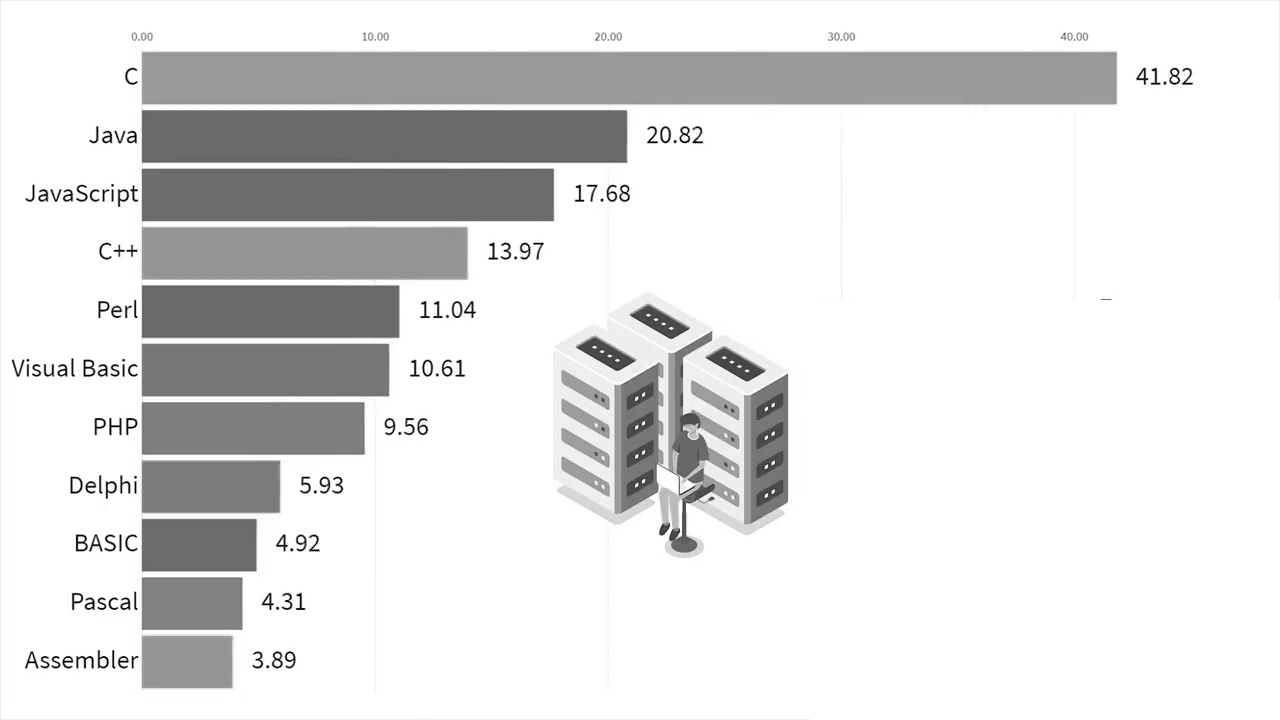 0.00 10.00 20.00 30.00 40.00
C 41.82
Java 20.82
JavaScript 17.68
C++ 13.97
Perl 11.04
Visual Basic 10.61
PHP 9.56
Delphi 5.93
BASIC 4.92
Pascal 4.31
Assembler 3.89